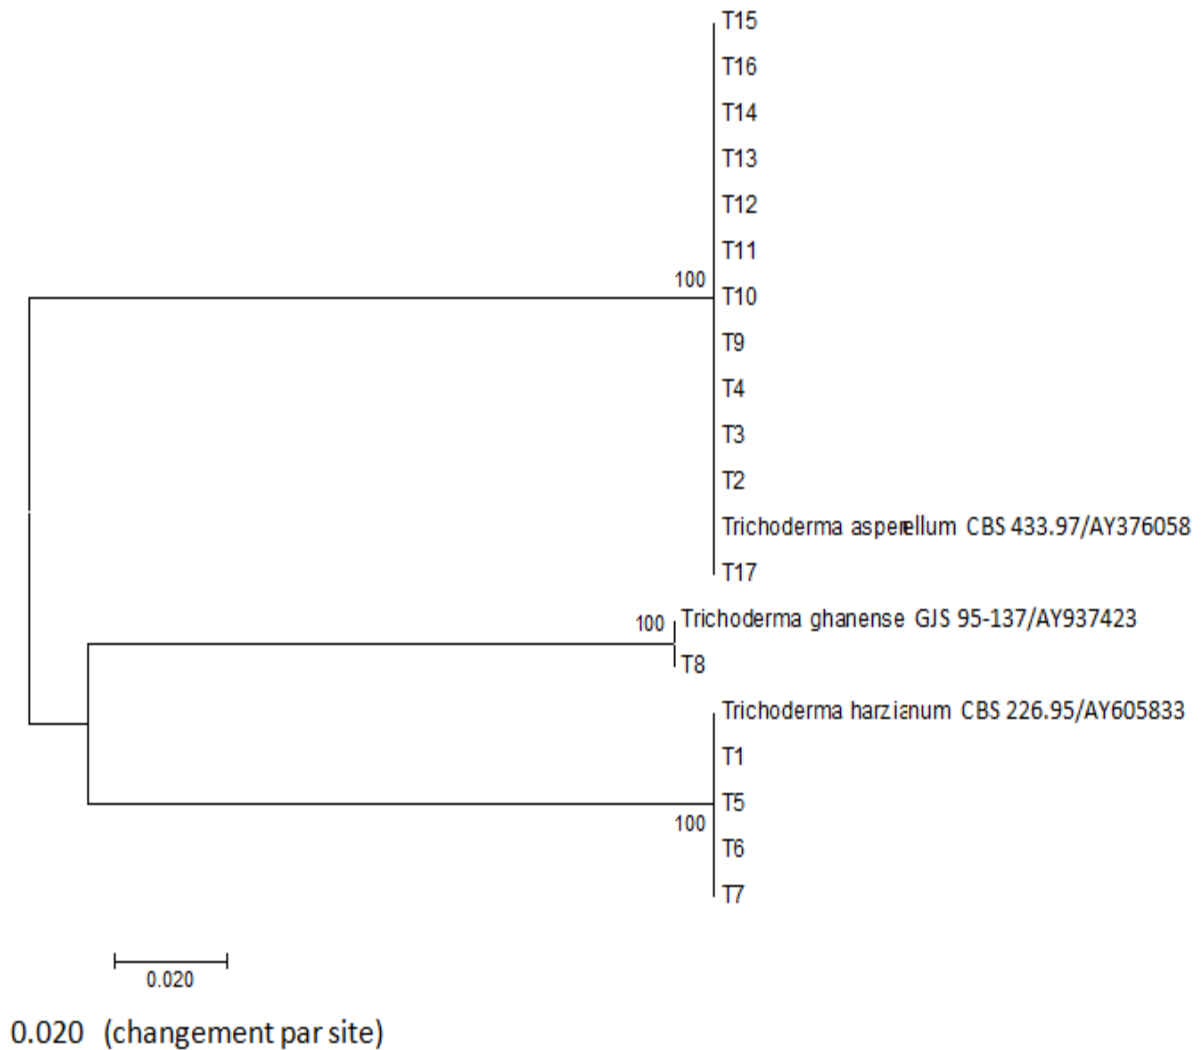 T15
T16
T14
T13
T12
T11
100
T10
T9
T4
T3
T2
Trichoderma asperellum CBS 433.97/AY376058
T17
100
Trichoderma ghanense GJS 95-137/AY937423
T8
Trichoderma harzianum CBS 226.95/AY605833
T1
T5
100
T6
T7
0.020
0.020 (changement par site)